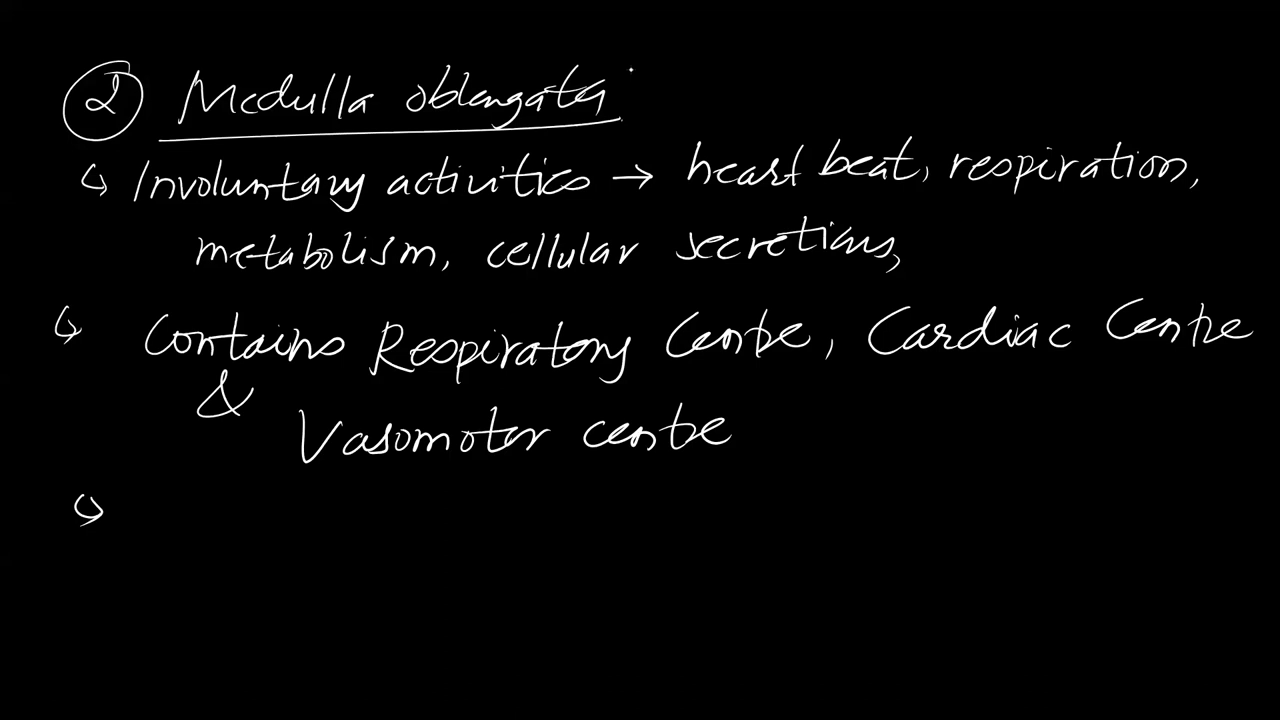 ② Medulla oblongata
↳ Involuntary activities → heart beat, respiration,
metabolism, cellular secretions,
↳ Contains Respiratory Centre, Cardiac Centre
& Vasomotor centre
↳